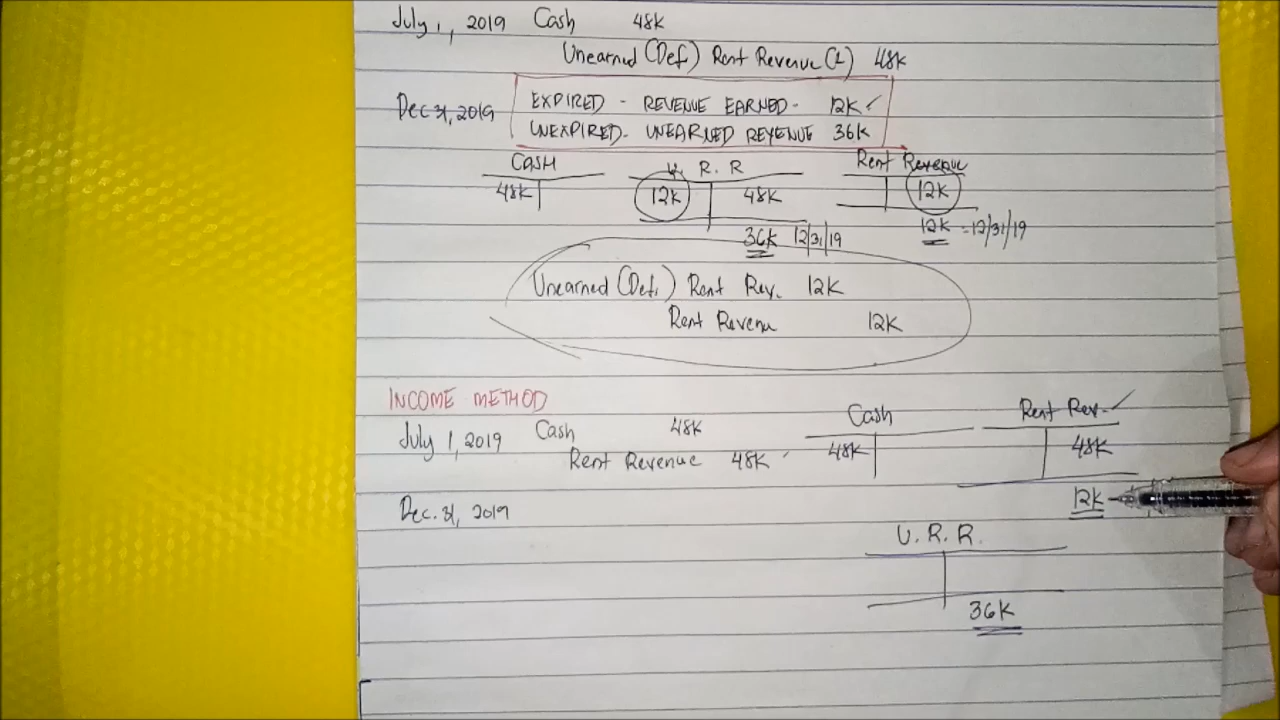 July 1, 2019 Cash 48K
Unearned (Def.) Rent Revenue (L) 48K
Dec 31, 2019
EXPIRED - REVENUE EARNED - 12K ✓
UNEXPIRED - UNEARNED REVENUE 36K
CASH U. R. R Rent Revenue
48K 12K 48K 12K
36K 12/31/19 12K - 12/31/19
Unearned (Def.) Rent Rev. 12K
Rent Revenu 12K
INCOME METHOD
Cash Rent Rev. ✓
July 1, 2019 Cash 48K
Rent Revenue 48K
48K 48K
Dec. 31, 2019
12K
U. R. R.
36K